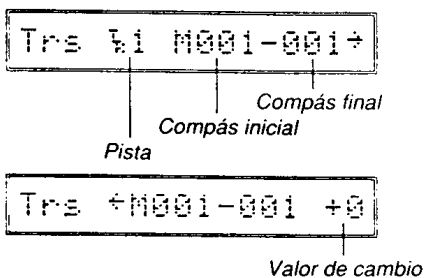 Trs 1 M001-001→
Compás final
Compás inicial
Pista
Trs ←M001-001 +0
Valor de cambio